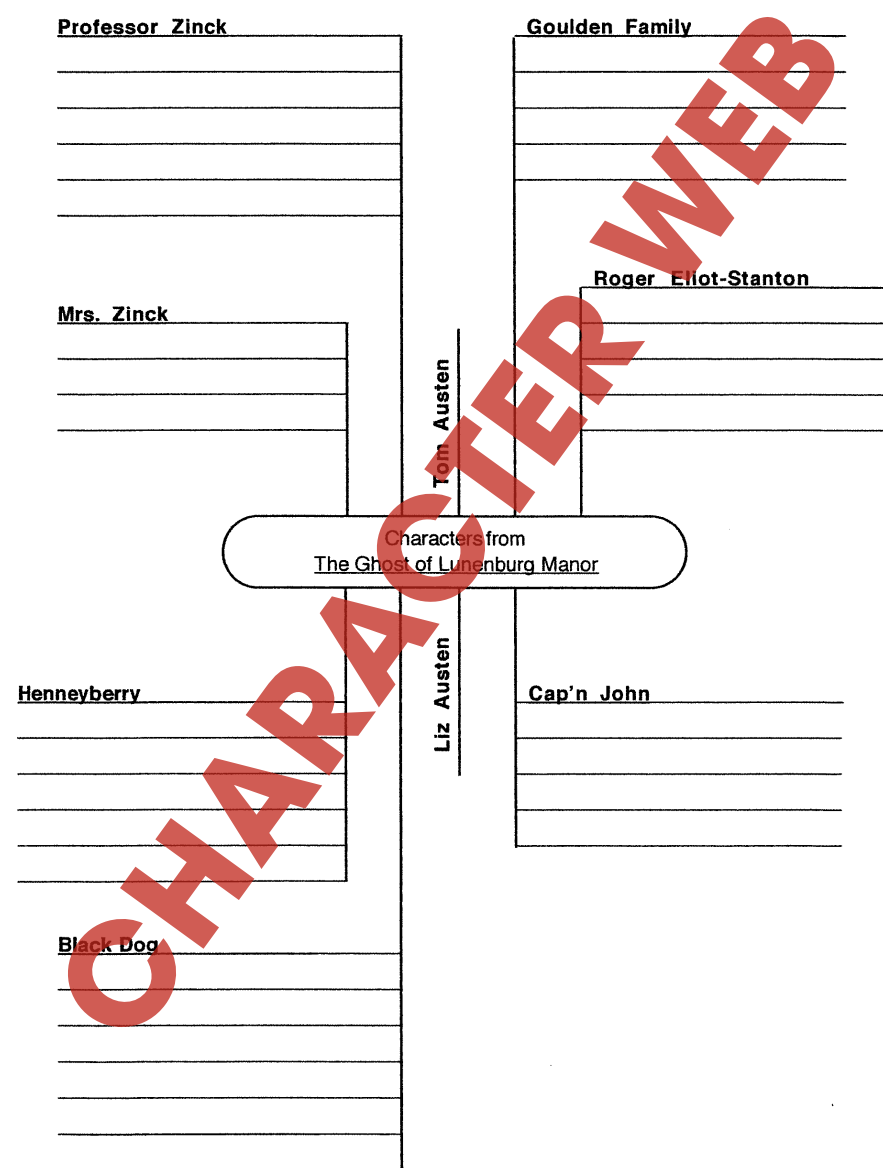 Professor Zinck
Goulden Family
Roger Eliot-Stanton
Mrs. Zinck
Tom Austen
Characters from
The Ghost of Lunenburg Manor
Liz Austen
Henneyberry
Cap'n John
Black Dog
CHARACTER WEB